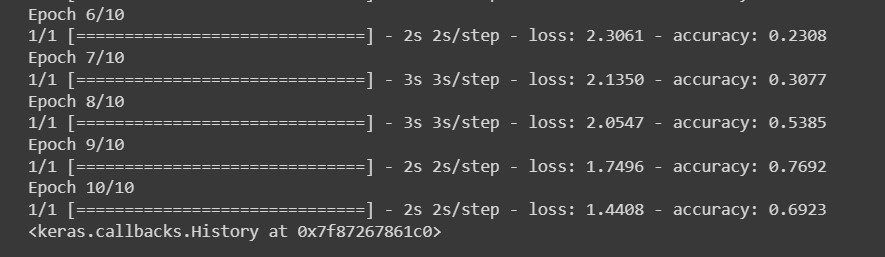 Epoch 6/10
1/1 [==============================] - 2s 2s/step - loss: 2.3061 - accuracy: 0.2308
Epoch 7/10
1/1 [==============================] - 3s 3s/step - loss: 2.1350 - accuracy: 0.3077
Epoch 8/10
1/1 [==============================] - 3s 3s/step - loss: 2.0547 - accuracy: 0.5385
Epoch 9/10
1/1 [==============================] - 2s 2s/step - loss: 1.7496 - accuracy: 0.7692
Epoch 10/10
1/1 [==============================] - 2s 2s/step - loss: 1.4408 - accuracy: 0.6923
<keras.callbacks.History at 0x7f87267861c0>